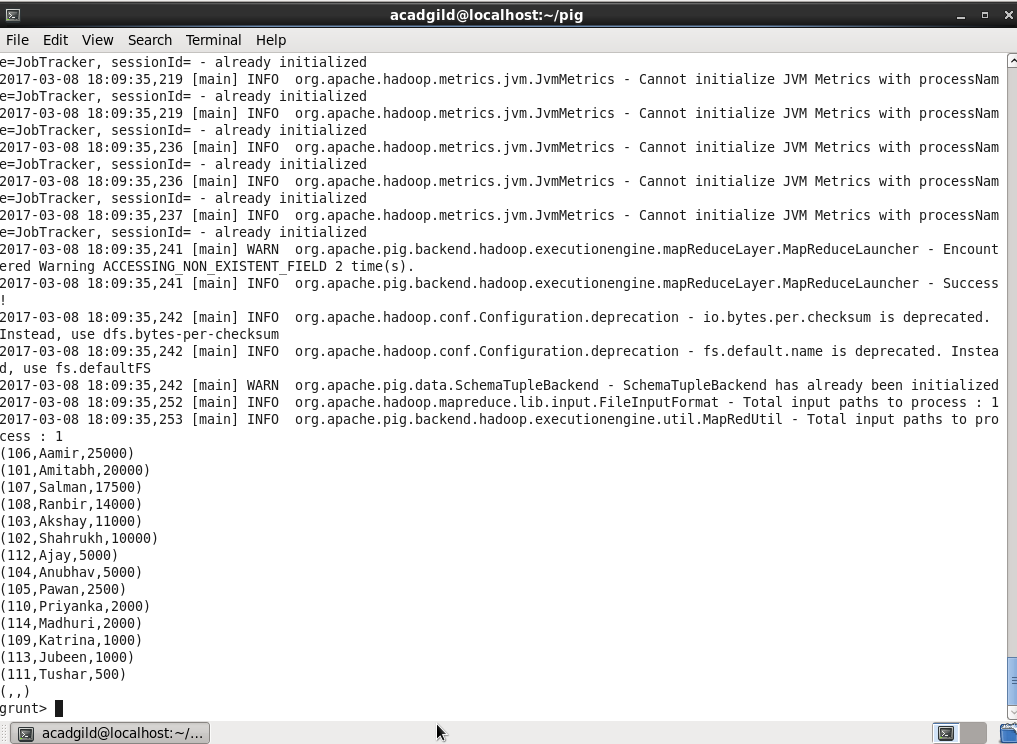 acadgild@localhost:~/pig
File Edit View Search Terminal Help
e=JobTracker, sessionId= - already initialized
2017-03-08 18:09:35,219 [main] INFO  org.apache.hadoop.metrics.jvm.JvmMetrics - Cannot initialize JVM Metrics with processNam
e=JobTracker, sessionId= - already initialized
2017-03-08 18:09:35,219 [main] INFO  org.apache.hadoop.metrics.jvm.JvmMetrics - Cannot initialize JVM Metrics with processNam
e=JobTracker, sessionId= - already initialized
2017-03-08 18:09:35,236 [main] INFO  org.apache.hadoop.metrics.jvm.JvmMetrics - Cannot initialize JVM Metrics with processNam
e=JobTracker, sessionId= - already initialized
2017-03-08 18:09:35,236 [main] INFO  org.apache.hadoop.metrics.jvm.JvmMetrics - Cannot initialize JVM Metrics with processNam
e=JobTracker, sessionId= - already initialized
2017-03-08 18:09:35,237 [main] INFO  org.apache.hadoop.metrics.jvm.JvmMetrics - Cannot initialize JVM Metrics with processNam
e=JobTracker, sessionId= - already initialized
2017-03-08 18:09:35,241 [main] WARN  org.apache.pig.backend.hadoop.executionengine.mapReduceLayer.MapReduceLauncher - Encount
ered Warning ACCESSING_NON_EXISTENT_FIELD 2 time(s).
2017-03-08 18:09:35,241 [main] INFO  org.apache.pig.backend.hadoop.executionengine.mapReduceLayer.MapReduceLauncher - Success
!
2017-03-08 18:09:35,242 [main] INFO  org.apache.hadoop.conf.Configuration.deprecation - io.bytes.per.checksum is deprecated.
Instead, use dfs.bytes-per-checksum
2017-03-08 18:09:35,242 [main] INFO  org.apache.hadoop.conf.Configuration.deprecation - fs.default.name is deprecated. Instea
d, use fs.defaultFS
2017-03-08 18:09:35,242 [main] WARN  org.apache.pig.data.SchemaTupleBackend - SchemaTupleBackend has already been initialized
2017-03-08 18:09:35,252 [main] INFO  org.apache.hadoop.mapreduce.lib.input.FileInputFormat - Total input paths to process : 1
2017-03-08 18:09:35,253 [main] INFO  org.apache.pig.backend.hadoop.executionengine.util.MapRedUtil - Total input paths to pro
cess : 1
(106,Aamir,25000)
(101,Amitabh,20000)
(107,Salman,17500)
(108,Ranbir,14000)
(103,Akshay,11000)
(102,Shahrukh,10000)
(112,Ajay,5000)
(104,Anubhav,5000)
(105,Pawan,2500)
(110,Priyanka,2000)
(114,Madhuri,2000)
(109,Katrina,1000)
(113,Jubeen,1000)
(111,Tushar,500)
(,,)
grunt>
acadgild@localhost:~/...